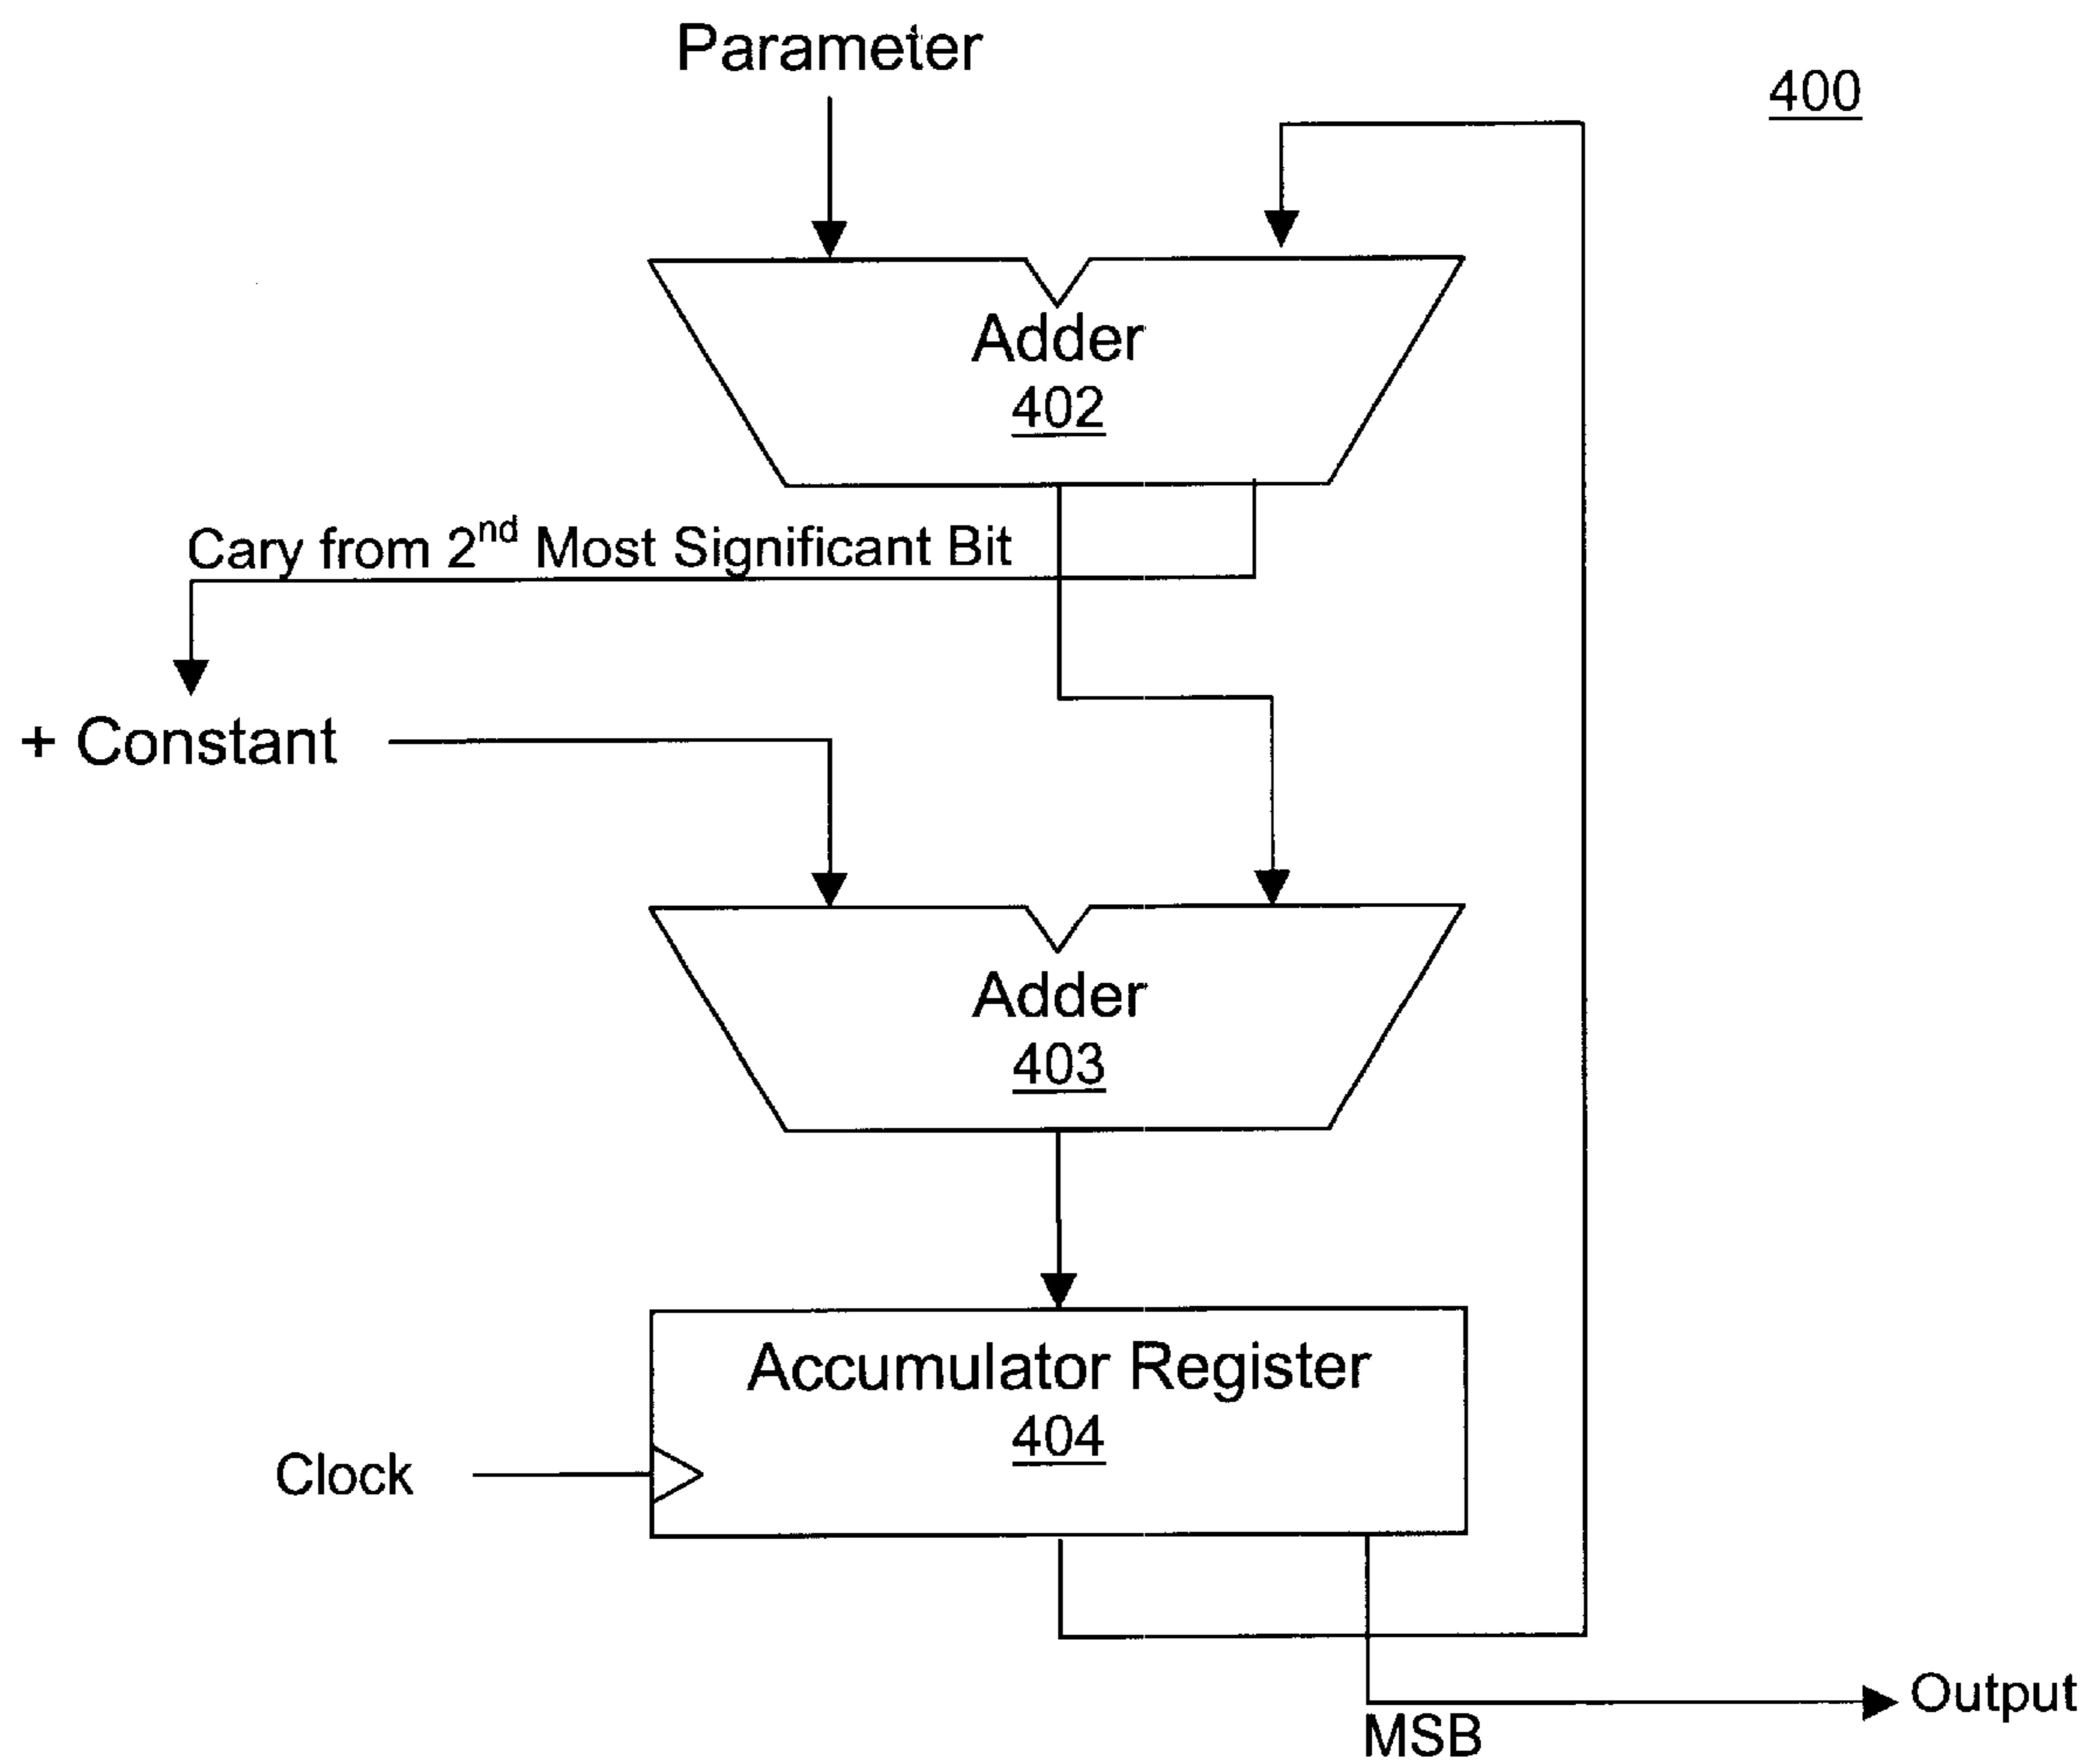 Parameter
400
Adder
402
Cary from 2nd Most Significant Bit
+ Constant
Adder
403
Accumulator Register
404
Clock
Output
MSB